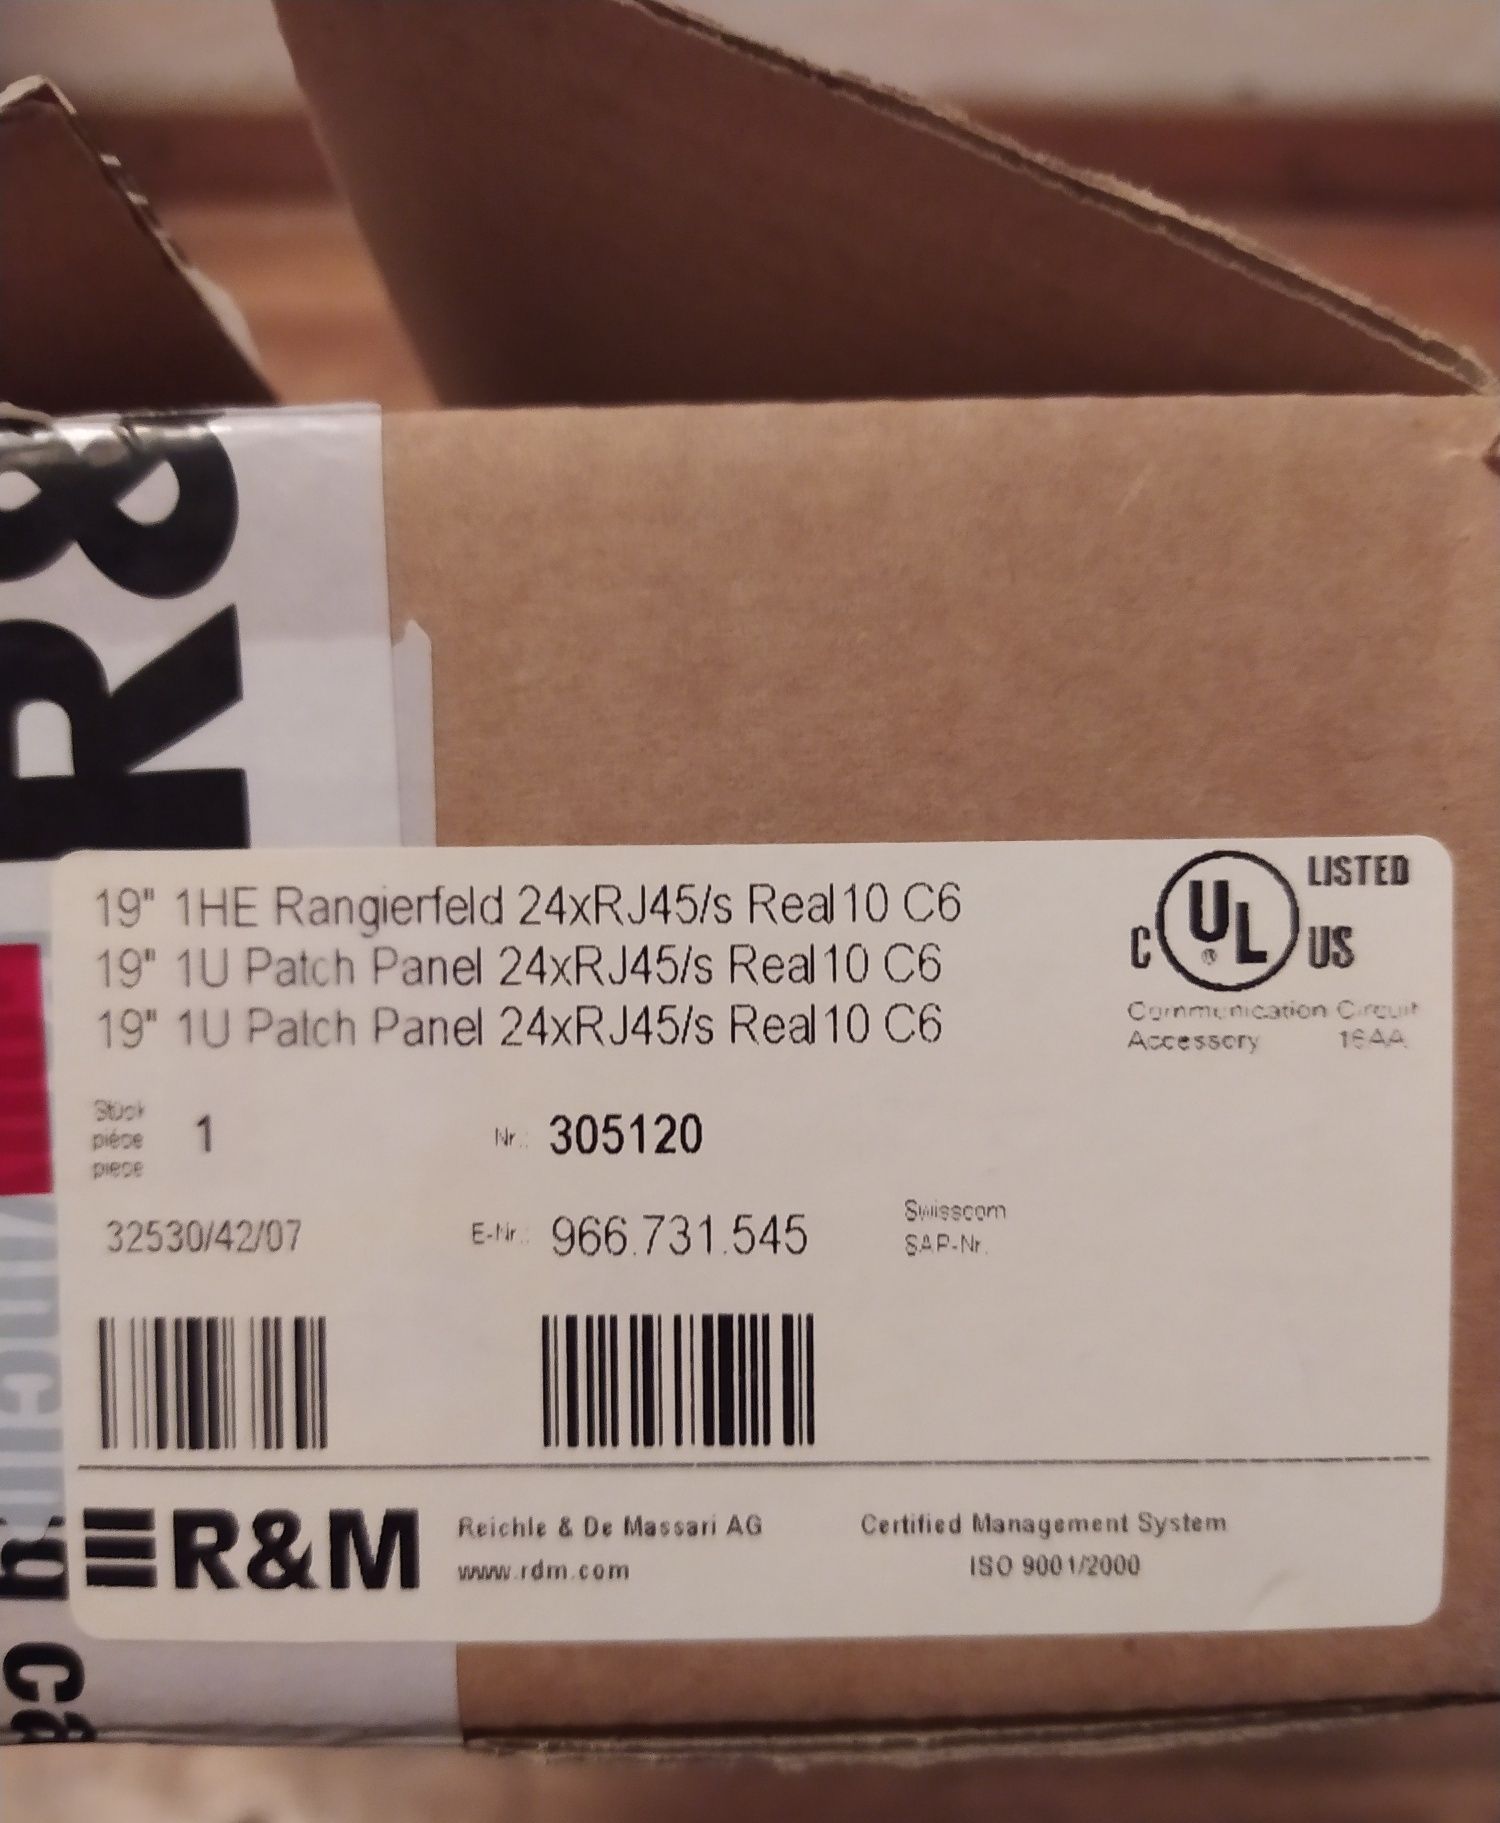 R&
19" 1HE Rangierfeld 24xRJ45/s Real10 C6
19" 1U Patch Panel 24xRJ45/s Real10 C6
19" 1U Patch Panel 24xRJ45/s Real10 C6
C UL ® US LISTED
Communication Circuit
Accessory 16AA
Stück
pièce
piece
1
Nr.: 305120
32530/42/07
E-Nr.: 966.731.545
Swisscom
SAP-Nr.
R&M
Reichle & De Massari AG
www.rdm.com
Certified Management System
ISO 9001/2000